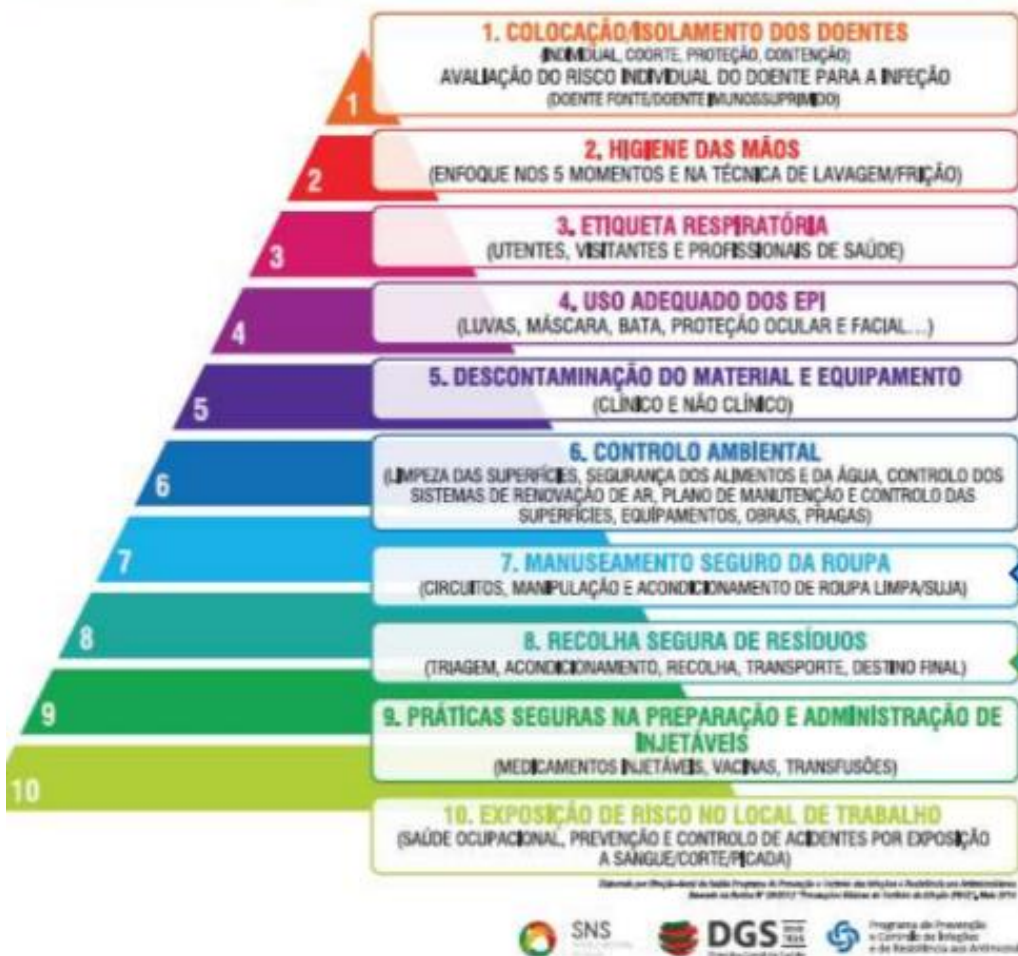 1. COLOCAÇÃO/ISOLAMENTO DOS DOENTES
(INDIVIDUAL, COORTE, PROTEÇÃO, CONTENÇÃO)
AVALIAÇÃO DO RISCO INDIVIDUAL DO DOENTE PARA A INFEÇÃO
(DOENTE FONTE/DOENTE IMUNOSSUPRIMIDO)
1
2. HIGIENE DAS MÃOS
(ENFOQUE NOS 5 MOMENTOS E NA TÉCNICA DE LAVAGEM/FRIÇÃO)
2
3. ETIQUETA RESPIRATÓRIA
(UTENTES, VISITANTES E PROFISSIONAIS DE SAÚDE)
3
4. USO ADEQUADO DOS EPI
(LUVAS, MÁSCARA, BATA, PROTEÇÃO OCULAR E FACIAL...)
4
5. DESCONTAMINAÇÃO DO MATERIAL E EQUIPAMENTO
(CLÍNICO E NÃO CLÍNICO)
5
6. CONTROLO AMBIENTAL
(LIMPEZA DAS SUPERFÍCIES, SEGURANÇA DOS ALIMENTOS E DA ÁGUA, CONTROLO DOS
SISTEMAS DE RENOVAÇÃO DE AR, PLANO DE MANUTENÇÃO E CONTROLO DAS
SUPERFÍCIES, EQUIPAMENTOS, OBRAS, PRAGAS)
6
7. MANUSEAMENTO SEGURO DA ROUPA
(CIRCUITOS, MANIPULAÇÃO E ACONDICIONAMENTO DE ROUPA LIMPA/SUJA)
7
8. RECOLHA SEGURA DE RESÍDUOS
(TRIAGEM, ACONDICIONAMENTO, RECOLHA, TRANSPORTE, DESTINO FINAL)
8
9. PRÁTICAS SEGURAS NA PREPARAÇÃO E ADMINISTRAÇÃO DE
INJETÁVEIS
(MEDICAMENTOS INJETÁVEIS, VACINAS, TRANSFUSÕES)
9
10. EXPOSIÇÃO DE RISCO NO LOCAL DE TRABALHO
(SAÚDE OCUPACIONAL, PREVENÇÃO E CONTROLO DE ACIDENTES POR EXPOSIÇÃO
A SANGUE/CORTE/PICADA)
10
SNS
DGS
Programa de Prevenção
e Controlo de Infeções
e de Resistência aos